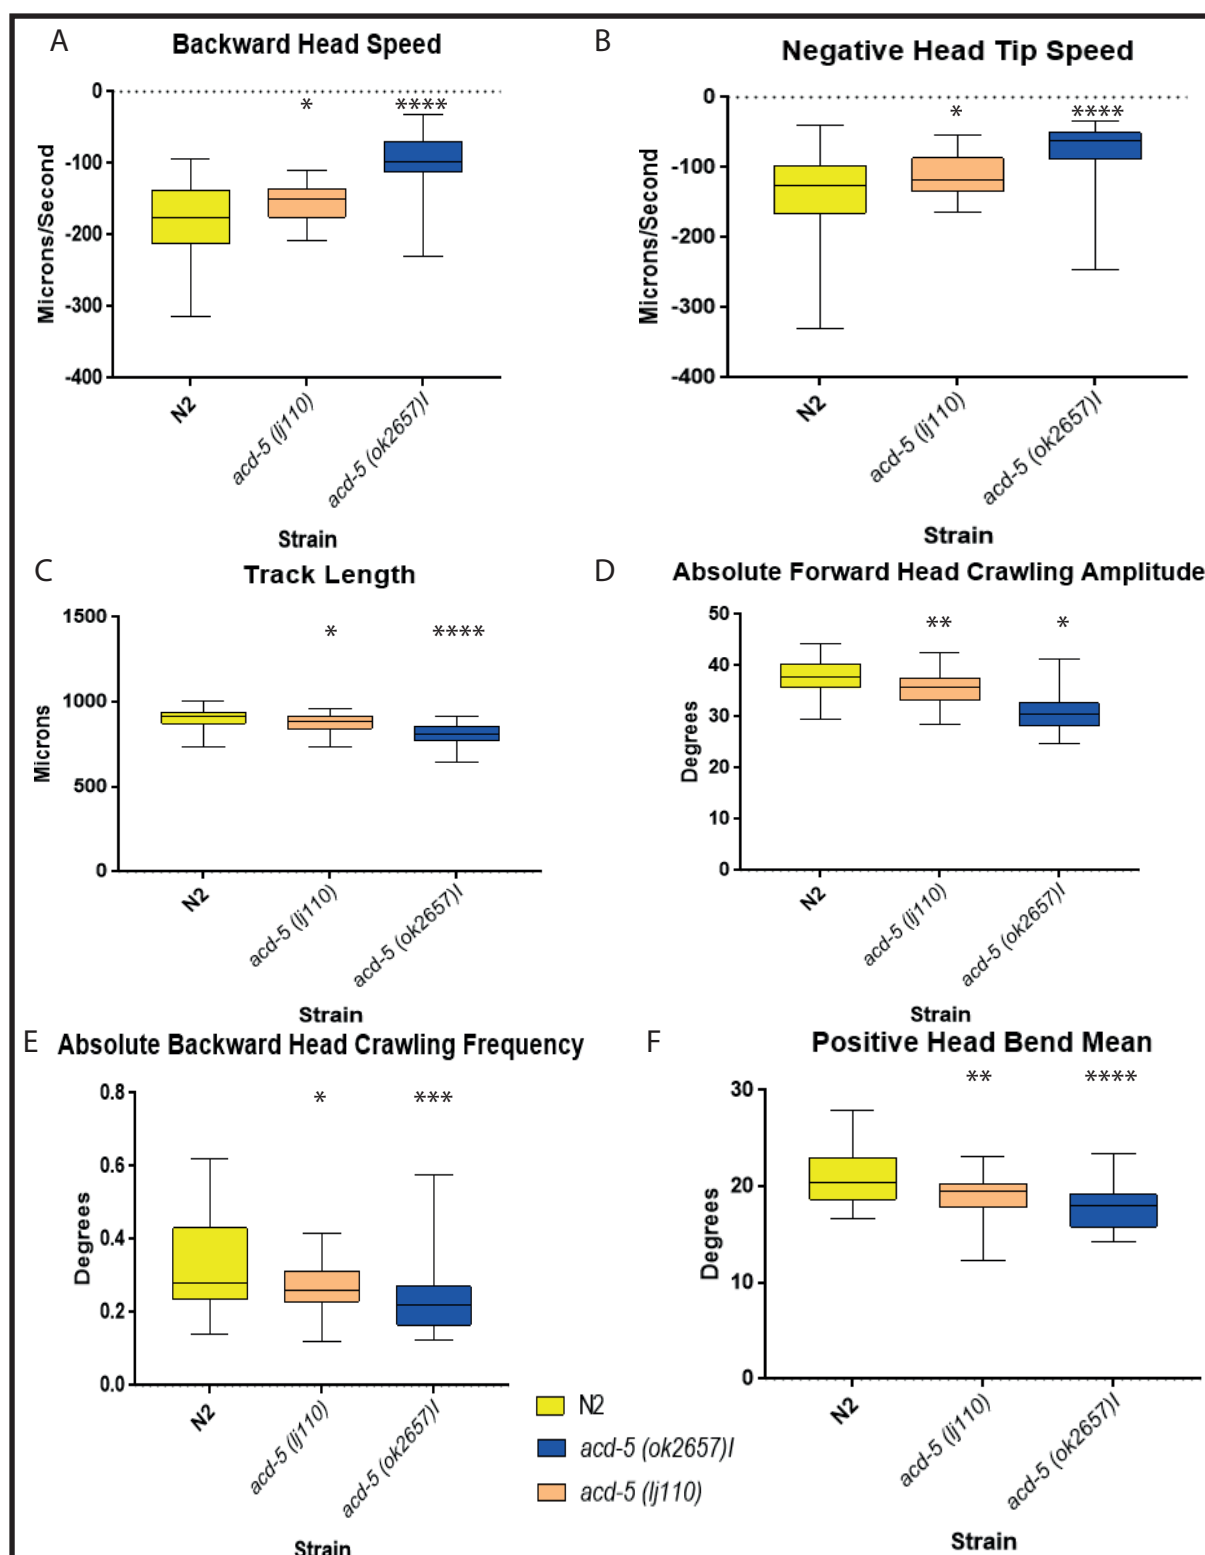 A
Backward Head Speed
0
-100
-200
-300
-400
Microns/Second
*
****
N2
acd-5 (lj110)
acd-5 (ok2657)I
Strain
B
Negative Head Tip Speed
0
-100
-200
-300
-400
Microns/Second
*
****
N2
acd-5 (lj110)
acd-5 (ok2657)I
Strain
C
Track Length
1500
1000
500
0
Microns
*
****
N2
acd-5 (lj110)
acd-5 (ok2657)I
Strain
D
Absolute Forward Head Crawling Amplitude
50
40
30
20
10
0
Degrees
**
*
N2
acd-5 (lj110)
acd-5 (ok2657)I
Strain
E
Absolute Backward Head Crawling Frequency
0.8
0.6
0.4
0.2
0.0
Degrees
*
***
N2
acd-5 (lj110)
acd-5 (ok2657)I
Strain
F
Positive Head Bend Mean
30
20
10
0
Degrees
**
****
N2
acd-5 (lj110)
acd-5 (ok2657)I
Strain
N2
acd-5 (ok2657)I
acd-5 (lj110)